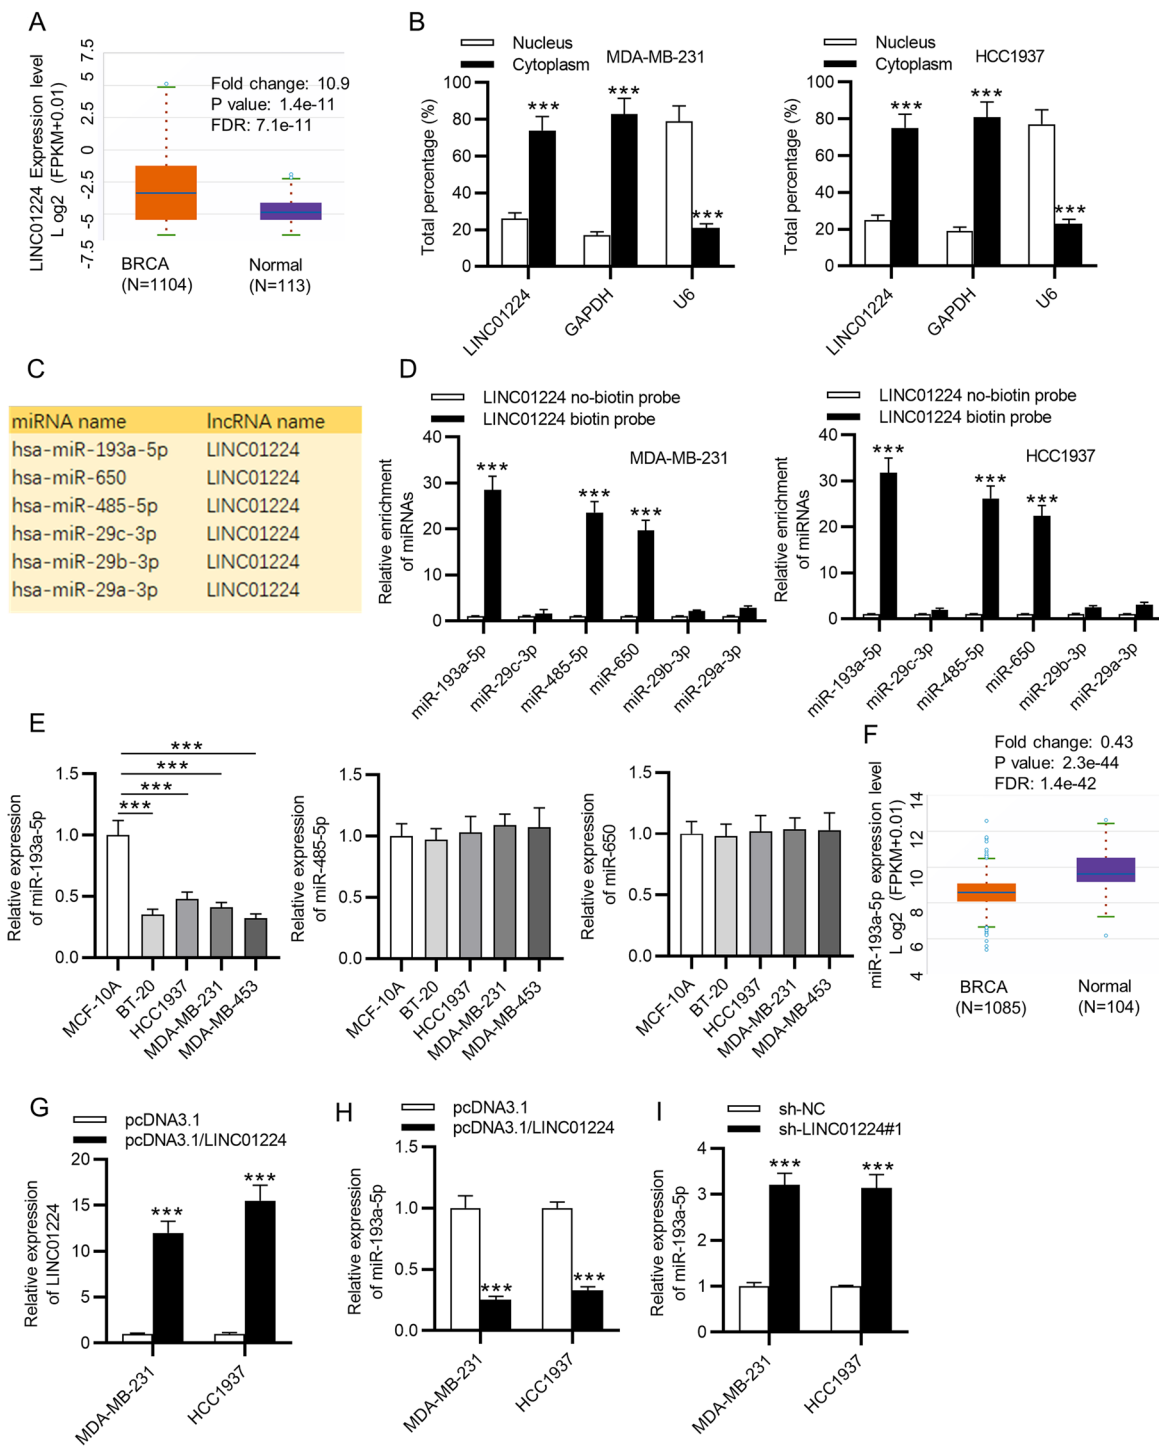 A
LINC01224 Expression level
Log2 (FPKM+0.01)
7.5
5
2.5
0
-2.5
-5
-7.5
Fold change: 10.9
P value: 1.4e-11
FDR: 7.1e-11
BRCA
(N=1104)
Normal
(N=113)
B
Nucleus
Cytoplasm
MDA-MB-231
Total percentage (%)
100
80
60
40
20
0
***
***
***
LINC01224
GAPDH
U6
Nucleus
Cytoplasm
HCC1937
Total percentage (%)
100
80
60
40
20
0
***
***
***
LINC01224
GAPDH
U6
C
miRNA name lncRNA name
hsa-miR-193a-5p LINC01224
hsa-miR-650 LINC01224
hsa-miR-485-5p LINC01224
hsa-miR-29c-3p LINC01224
hsa-miR-29b-3p LINC01224
hsa-miR-29a-3p LINC01224
D
LINC01224 no-biotin probe
LINC01224 biotin probe
MDA-MB-231
Relative enrichment
of miRNAs
40
30
20
10
0
***
***
***
miR-193a-5p
miR-29c-3p
miR-485-5p
miR-650
miR-29b-3p
miR-29a-3p
LINC01224 no-biotin probe
LINC01224 biotin probe
HCC1937
Relative enrichment
of miRNAs
40
30
20
10
0
***
***
***
miR-193a-5p
miR-29c-3p
miR-485-5p
miR-650
miR-29b-3p
miR-29a-3p
E
Relative expression
of miR-193a-5p
1.5
1.0
0.5
0.0
***
***
***
***
MCF-10A
BT-20
HCC1937
MDA-MB-231
MDA-MB-453
Relative expression
of miR-485-5p
1.5
1.0
0.5
0.0
MCF-10A
BT-20
HCC1937
MDA-MB-231
MDA-MB-453
Relative expression
of miR-650
1.5
1.0
0.5
0.0
MCF-10A
BT-20
HCC1937
MDA-MB-231
MDA-MB-453
F
Fold change: 0.43
P value: 2.3e-44
FDR: 1.4e-42
miR-193a-5p expression level
Log2 (FPKM+0.01)
14
12
10
8
6
4
BRCA
(N=1085)
Normal
(N=104)
G
pcDNA3.1
pcDNA3.1/LINC01224
Relative expression
of LINC01224
20
15
10
5
0
***
***
MDA-MB-231
HCC1937
H
pcDNA3.1
pcDNA3.1/LINC01224
Relative expression
of miR-193a-5p
1.5
1.0
0.5
0.0
***
***
MDA-MB-231
HCC1937
I
sh-NC
sh-LINC01224#1
Relative expression
of miR-193a-5p
4
3
2
1
0
***
***
MDA-MB-231
HCC1937